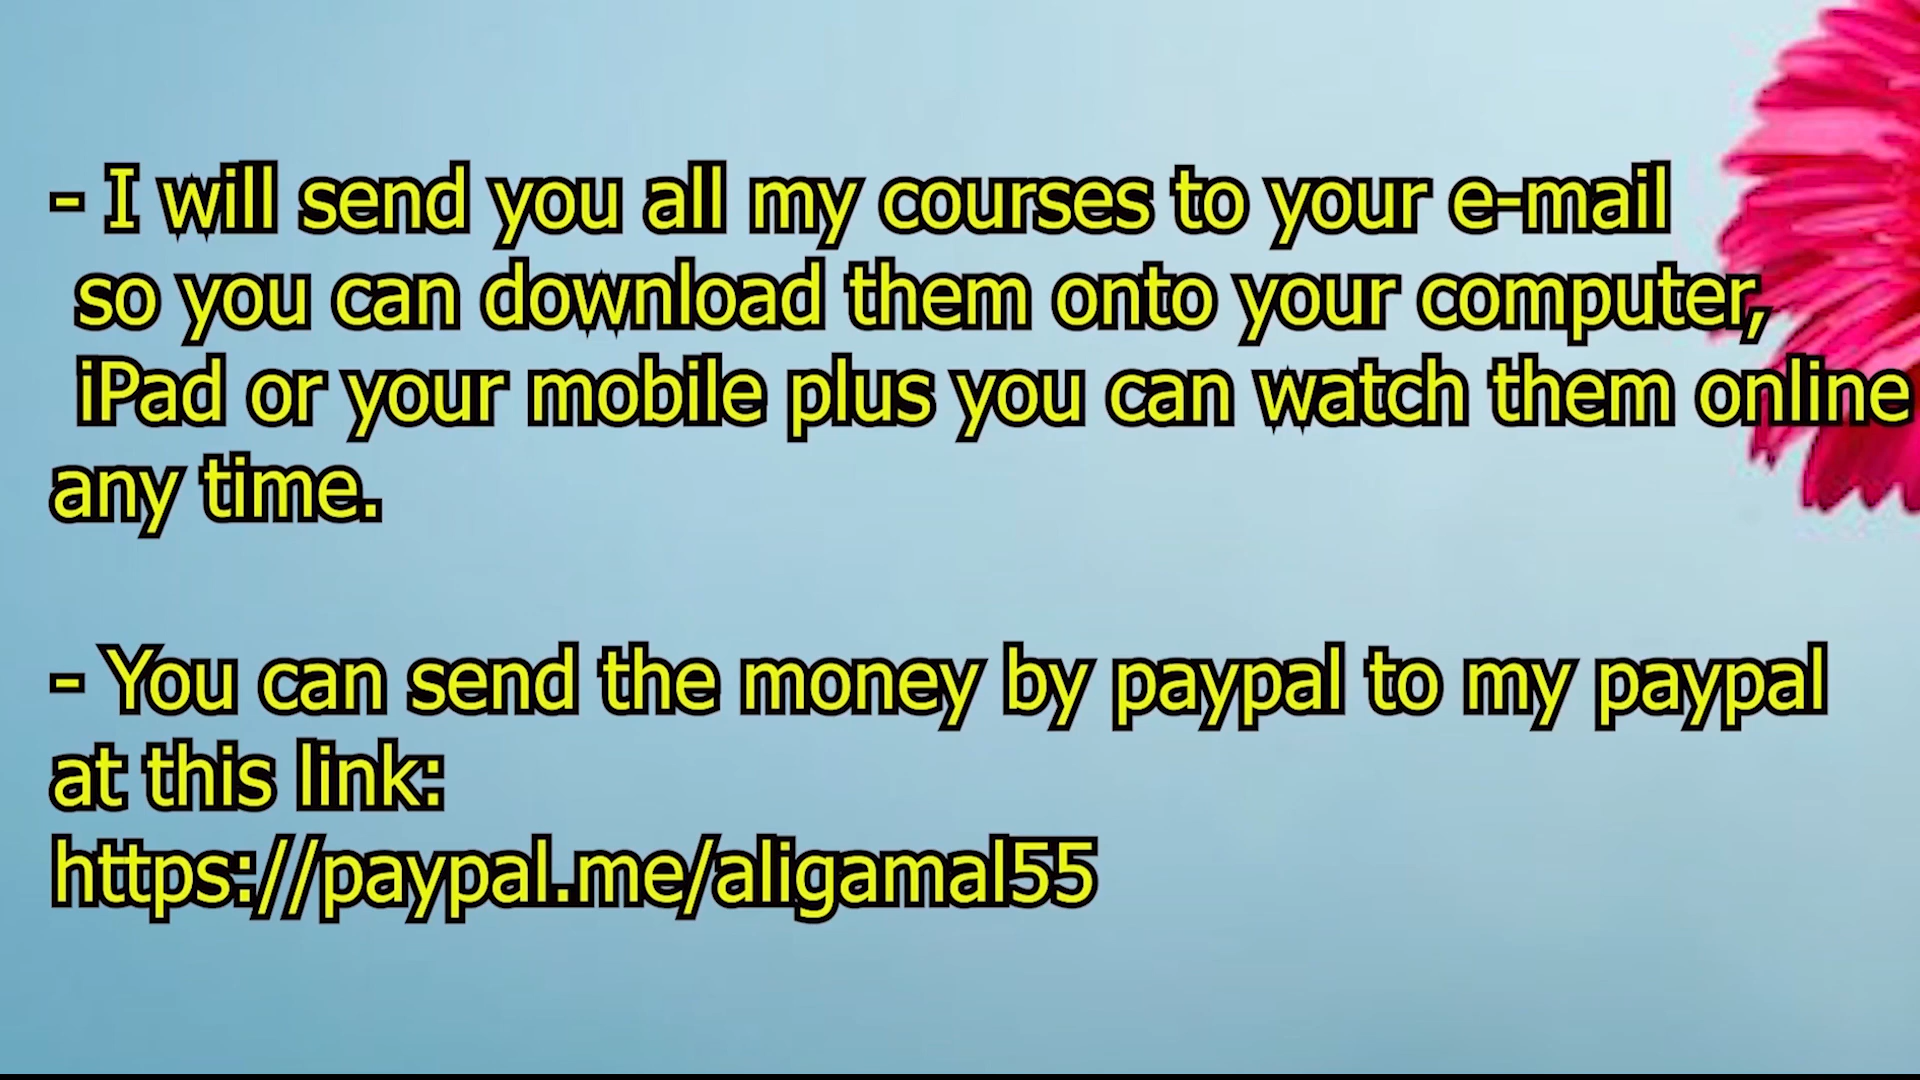 - I will send you all my courses to your e-mail
so you can download them onto your computer,
iPad or your mobile plus you can watch them online
any time.
- You can send the money by paypal to my paypal
at this link:
https://paypal.me/aligamal55